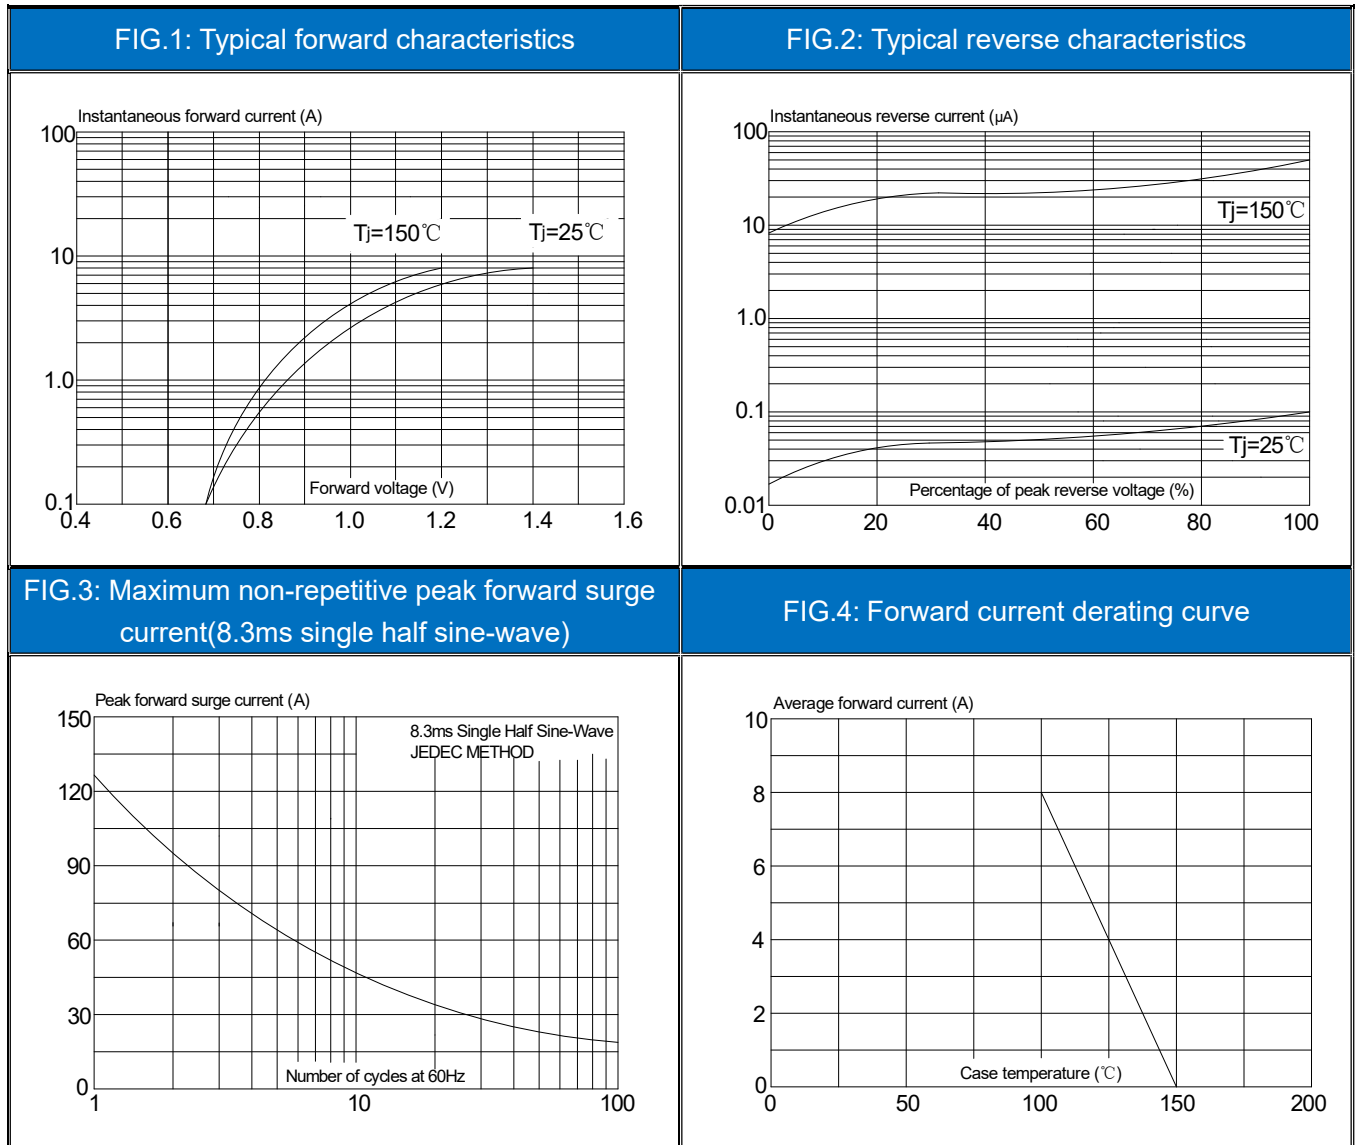 FIG.1: Typical forward characteristics
Instantaneous forward current (A)
100
10
1.0
0.1
Tj=150℃
Tj=25℃
Forward voltage (V)
0.4 0.6 0.8 1.0 1.2 1.4 1.6
FIG.2: Typical reverse characteristics
Instantaneous reverse current (μA)
100
10
1.0
0.1
0.01
Tj=150℃
Tj=25℃
Percentage of peak reverse voltage (%)
0 20 40 60 80 100
FIG.3: Maximum non-repetitive peak forward surge
current(8.3ms single half sine-wave)
Peak forward surge current (A)
150
120
90
60
30
0
8.3ms Single Half Sine-Wave
JEDEC METHOD
Number of cycles at 60Hz
1 10 100
FIG.4: Forward current derating curve
Average forward current (A)
10
8
6
4
2
0
Case temperature (℃)
0 50 100 150 200